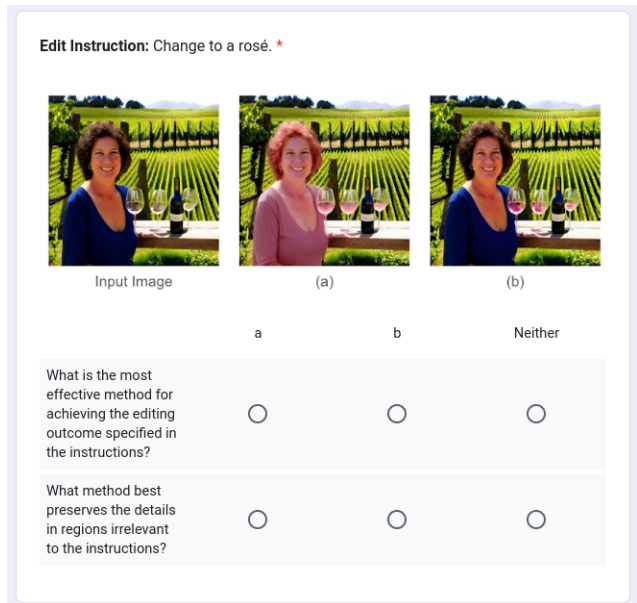 Edit Instruction: Change to a rosé. *
Input Image
(a)
(b)
a
b
Neither
What is the most
effective method for
achieving the editing
outcome specified in
the instructions?
What method best
preserves the details
in regions irrelevant
to the instructions?